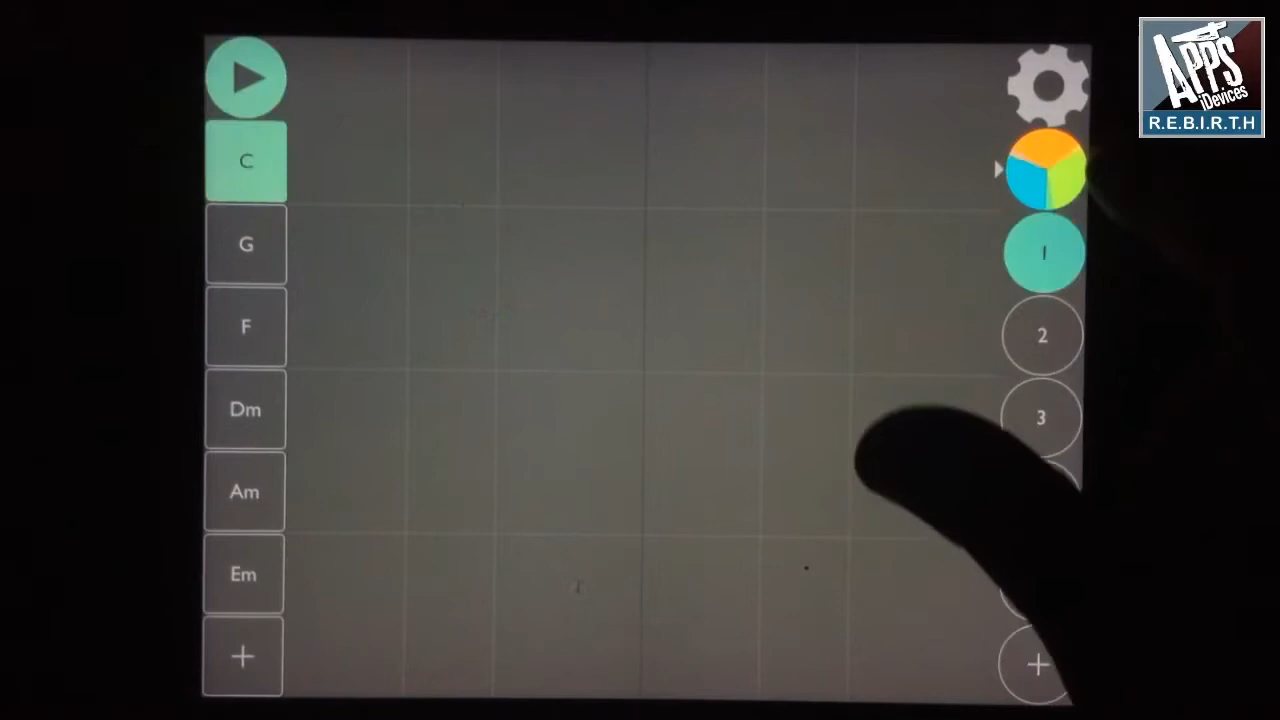 APPS
iDevices
R.E.B.I.R.T.H
C
G
F
Dm
Am
Em
+
1
2
3
+